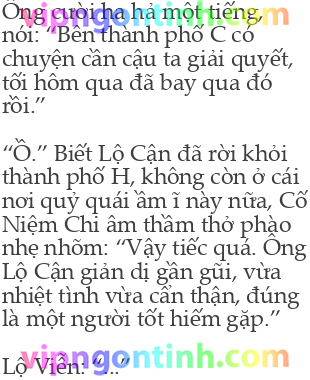 Ông cười ha hả một tiếng,
nói: “Bên thành phố C có
chuyện cần cậu ta giải quyết,
tối hôm qua đã bay qua đó
rồi.”
“Ồ.” Biết Lộ Cận đã rời khỏi
thành phố H, không còn ở cái
nơi quỷ quái ầm ĩ này nữa, Cố
Niệm Chi âm thầm thở phào
nhẹ nhõm: “Vậy tiếc quá. Ông
Lộ Cận giản dị gần gũi, vừa
nhiệt tình vừa cẩn thận, đúng
là một người tốt hiếm gặp.”
Lộ Viễn: “...”
vipngontinh.com
vipngontinh.com